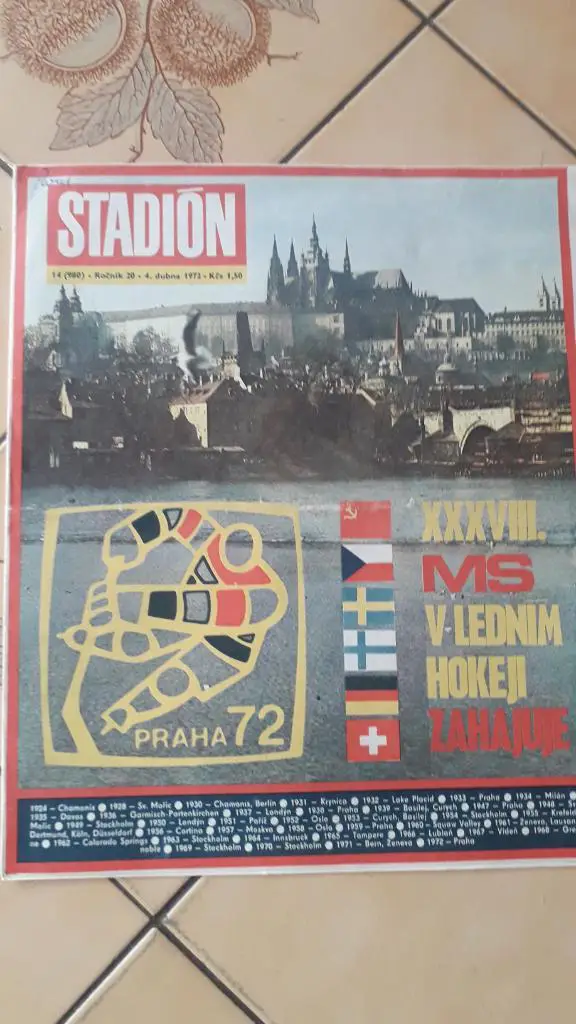 STADIÓN
14 (980) • Ročník 20 • 4. dubna 1972 • Kčs 1,50
XXXVIII.
MS
V LEDNÍM
HOKEJI
ZAHAJUJE
PRAHA 72
1924 — Chamonix ● 1928 — Sv. Mořic ● 1930 — Chamonix, Berlín ● 1931 — Krynica ● 1932 — Lake Placid ● 1933 — Praha ● 1934 — Milán ●
1935 — Davos ● 1936 — Garmisch-Partenkirchen ● 1937 — Londýn ● 1938 — Praha ● 1939 — Basilej, Curych ● 1947 — Praha ● 1948 — Sv.
Mořic ● 1949 — Stockholm ● 1950 — Londýn ● 1951 — Paříž ● 1952 — Oslo ● 1953 — Curych, Basilej ● 1954 — Stockholm ● 1955 — Krefeld
Dortmund, Köln, Düsseldorf ● 1956 — Cortina ● 1957 — Moskva ● 1958 — Oslo ● 1959 — Praha ● 1960 — Squaw Valley ● 1961 — Ženeva, Lausan
ne ● 1962 — Colorado Springs ● 1963 — Stockholm ● 1964 — Innsbruck ● 1965 — Tampere ● 1966 — Lublaň ● 1967 — Vídeň ● 1968 — Gre
noble ● 1969 — Stockholm ● 1970 — Stockholm ● 1971 — Bern, Ženeva ● 1972 — Praha